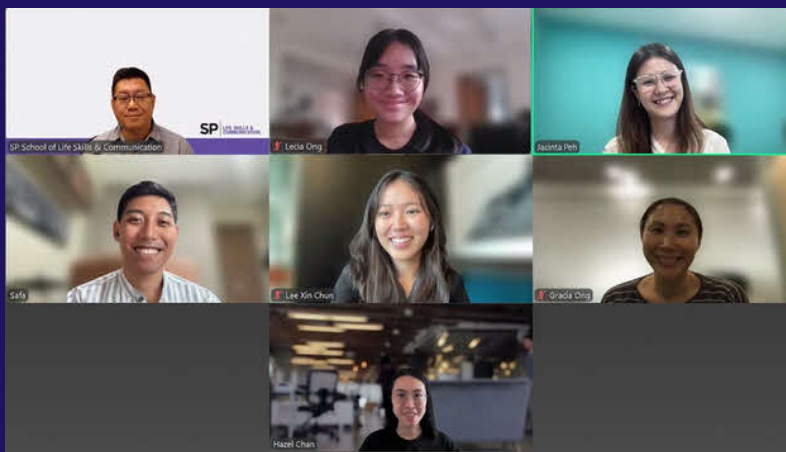 SP LIFE SKILLS &
COMMUNICATION
SP School of Life Skills & Communication
Lecia Ong
Jacinta Peh
Safa
Lee Xin Chun
Gracia Ong
Hazel Chan